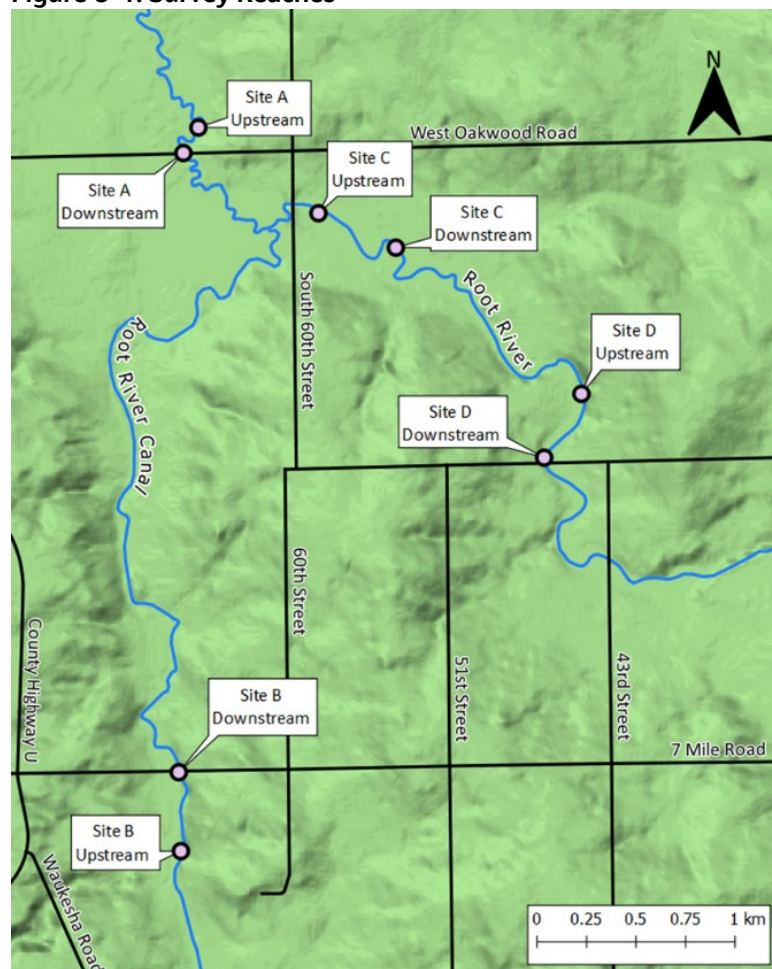 N
Site A
Upstream
West Oakwood Road
Site C
Upstream
Site A
Downstream
Site C
Downstream
Root River
South 60th Street
Site D
Upstream
Root River Canal
Site D
Downstream
60th Street
County Highway U
51st Street
43rd Street
Site B
Downstream
7 Mile Road
Site B
Upstream
Waukesha Road
0 0.25 0.5 0.75 1 km